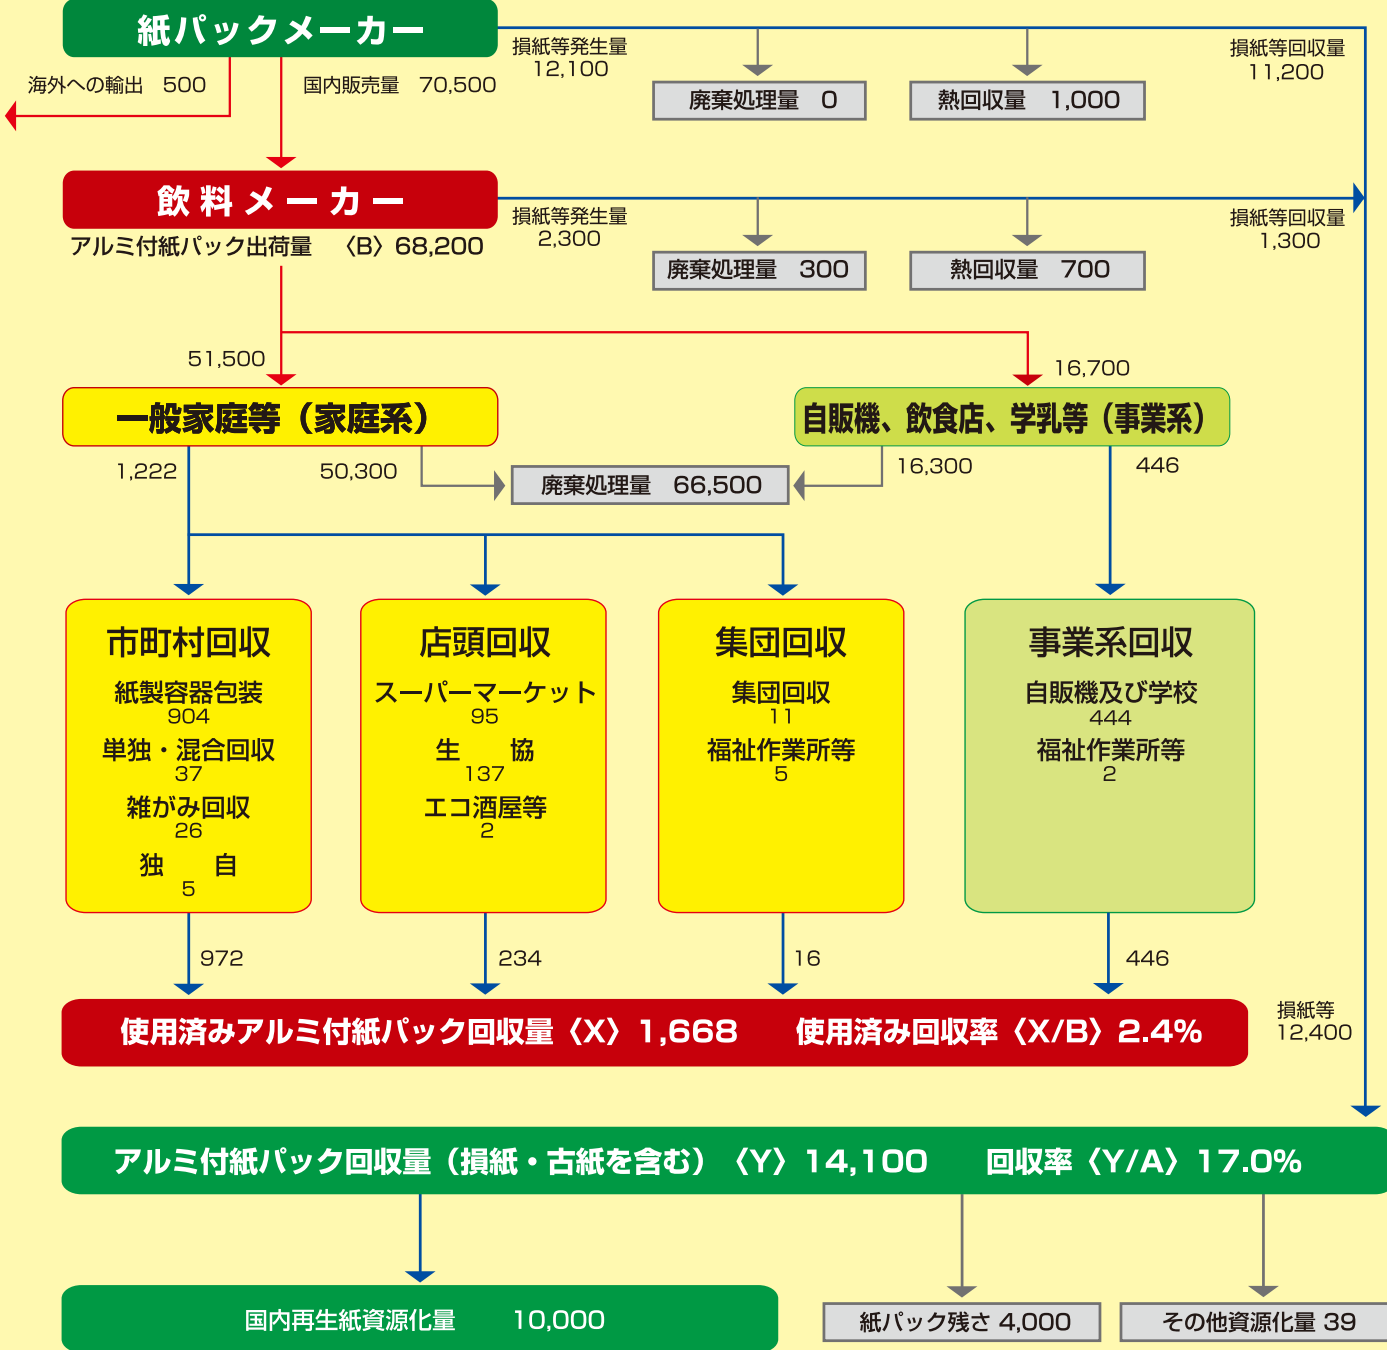 紙パックメーカー
損紙等発生量
12,100
損紙等回収量
11,200
海外への輸出 500
国内販売量 70,500
廃棄処理量 0
熱回収量 1,000
飲料メーカー
損紙等発生量
2,300
損紙等回収量
1,300
アルミ付紙パック出荷量 〈B〉68,200
廃棄処理量 300
熱回収量 700
51,500
16,700
一般家庭等（家庭系）
自販機、飲食店、学乳等（事業系）
1,222
50,300
廃棄処理量 66,500
16,300
446
市町村回収
紙製容器包装
904
単独・混合回収
37
雑がみ回収
26
独 自
5
店頭回収
スーパーマーケット
95
生 協
137
エコ酒屋等
2
集団回収
集団回収
11
福祉作業所等
5
事業系回収
自販機及び学校
444
福祉作業所等
2
972
234
16
446
使用済みアルミ付紙パック回収量〈X〉1,668 使用済み回収率〈X/B〉2.4%
損紙等
12,400
アルミ付紙パック回収量（損紙・古紙を含む）〈Y〉14,100 回収率〈Y/A〉17.0%
国内再生紙資源化量 10,000
紙パック残さ 4,000
その他資源化量 39